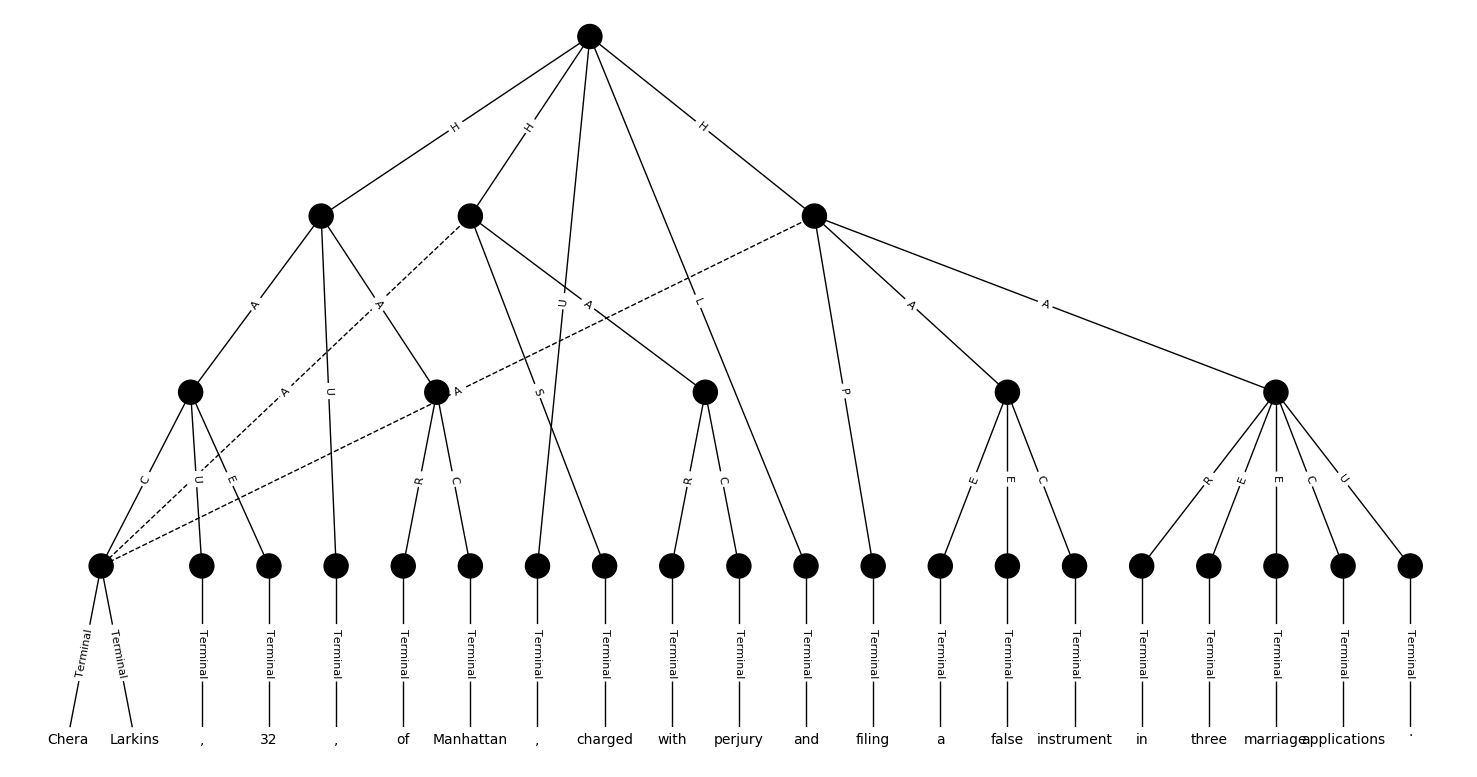 H H H
A A U A L A A
A U A S P
C U E R C R C E E C R E E C U
Terminal Terminal Terminal Terminal Terminal Terminal Terminal Terminal Terminal Terminal Terminal Terminal Terminal Terminal Terminal Terminal Terminal Terminal Terminal Terminal Terminal
Chera Larkins , 32 , of Manhattan , charged with perjury and filing a false instrument in three marriage applications .